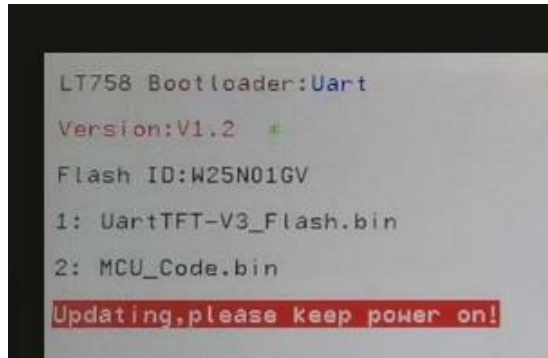 LT758 Bootloader:Uart
Version:V1.2 *
Flash ID:W25N01GV
1: UartTFT-V3_Flash.bin
2: MCU_Code.bin
Updating,please keep power on!